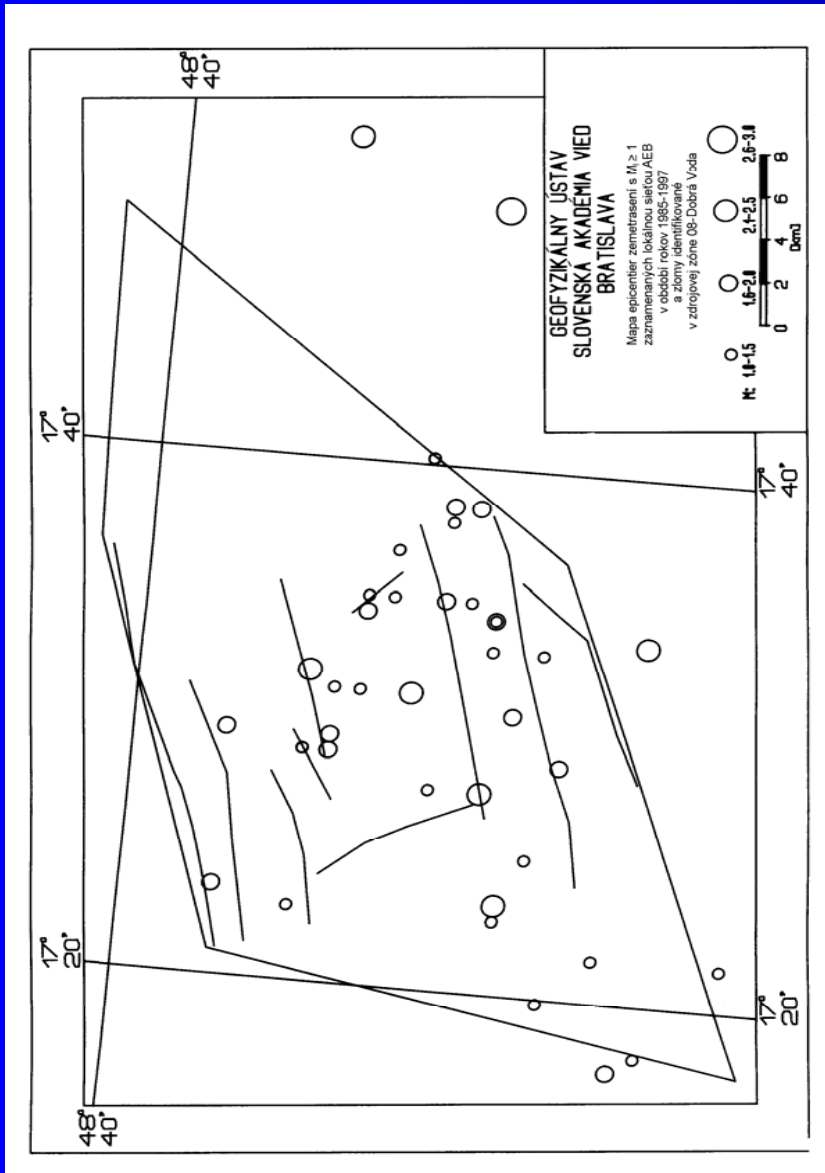 48° 40'
17° 40'
17° 20'
48° 40'
17° 40'
17° 20'
GEOFYZIKÁLNY ÚSTAV
SLOVENSKÁ AKADÉMIA VIED
BRATISLAVA
Mapa epicentier zemetrasení s Mₗ ≥ 1
zaznamenaných lokálnou sieťou AEB
v období rokov 1985-1997
a zlomy identifikované
v zdrojovej zóne 08-Dobrá Voda
M: 1.0-1.5 1.6-2.0 2.1-2.5 2.6-3.0
0 2 4 6 8
[km]